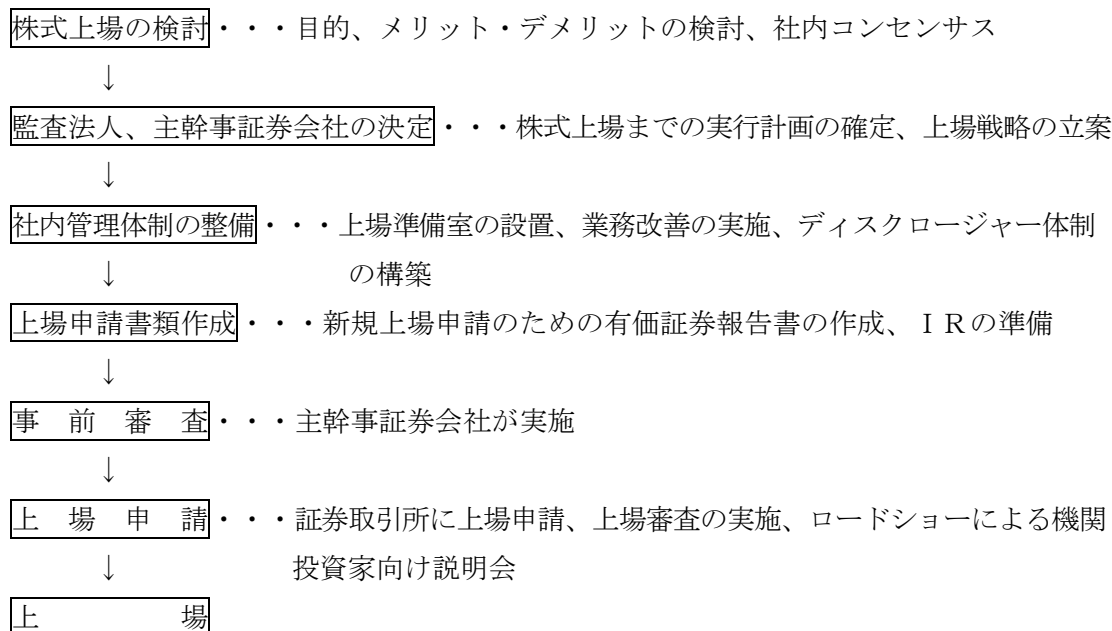 株式上場の検討・・・目的、メリット・デメリットの検討、社内コンセンサス
↓
監査法人、主幹事証券会社の決定・・・株式上場までの実行計画の確定、上場戦略の立案
↓
社内管理体制の整備・・・上場準備室の設置、業務改善の実施、ディスクロージャー体制
↓ の構築
上場申請書類作成・・・新規上場申請のための有価証券報告書の作成、ＩＲの準備
↓
事　前　審　査・・・主幹事証券会社が実施
↓
上　場　申　請・・・証券取引所に上場申請、上場審査の実施、ロードショーによる機関
↓ 投資家向け説明会
上　　　　　場